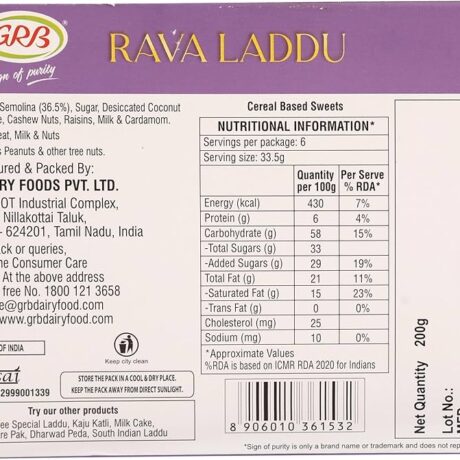 GRB
RAVA LADDU
gn of purity
Semolina (36.5%), Sugar, Desiccated Coconut
e, Cashew Nuts, Raisins, Milk & Cardamom.
eat, Milk & Nuts
s Peanuts & other tree nuts.
ured & Packed By:
RY FOODS PVT. LTD.
OT Industrial Complex,
Nillakottai Taluk,
- 624201, Tamil Nadu, India
ck or queries,
he Consumer Care
At the above address
free No. 1800 121 3658
s@grbdairyfood.com
www.grbdairyfood.com
OF INDIA
Keep city clean
sai
2999001339
STORE THE PACK IN A COOL & DRY PLACE.
KEEP THE PACK AWAY FROM DIRECT SUNLIGHT.
Try our other products
ee Special Laddu, Kaju Katli, Milk Cake,
re Pak, Dharwad Peda, South Indian Laddu
Cereal Based Sweets
NUTRITIONAL INFORMATION*
Servings per package: 6
Serving size: 33.5g
Quantity per 100g Per Serve % RDA*
Energy (kcal) 430 7%
Protein (g) 6 4%
Carbohydrate (g) 58 15%
-Total Sugars (g) 33
-Added Sugars (g) 29 19%
Total Fat (g) 21 11%
-Saturated Fat (g) 15 23%
-Trans Fat (g) 0 0%
Cholesterol (mg) 25
Sodium (mg) 10 0%
*Approximate Values
%RDA is based on ICMR RDA 2020 for Indians
8 906010 361532
Net Quantity 200g
Lot No.:
*Sign of purity is only a brand name or trademark and does not rep